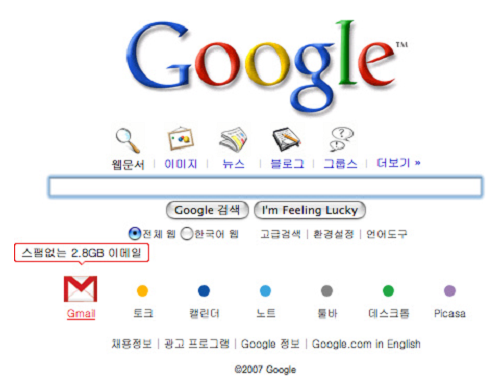 Google™
웹문서 | 이미지 | 뉴스 | 블로그 | 그룹스 | 더보기 »
Google 검색 I'm Feeling Lucky
전체 웹 한국어 웹 고급검색 | 환경설정 | 언어도구
스팸없는 2.8GB 이메일
Gmail 토크 캘린더 노트 툴바 데스크톱 Picasa
채용정보 | 광고 프로그램 | Google 정보 | Google.com in English
©2007 Google